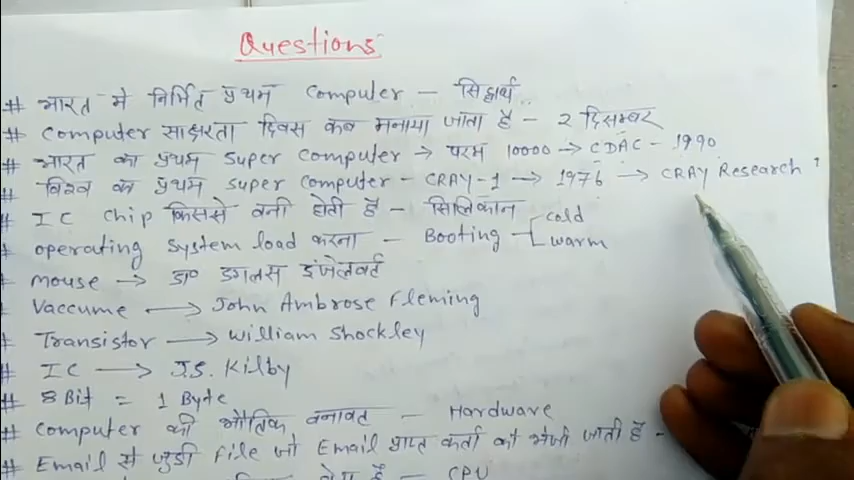 Questions
# भारत में निर्मित प्रथम Computer – सिद्धार्थ
# Computer साक्षरता दिवस कब मनाया जाता है – 2 दिसम्बर
# भारत का प्रथम Super Computer → परम 10000 → CDAC – 1990
# विश्व का प्रथम Super Computer – CRAY-1 → 1976 → CRAY Research
# IC chip किससे बनी होती है – सिलिकान
# operating system load करना – Booting cold
warm
# mouse → डा० डगलस इंजेलबर्ट
# Vaccume → John Ambrose Fleming
# Transistor → William Shockley
# IC → J.S. Kilby
# 8 Bit = 1 Byte
# Computer की भौतिक बनावट – Hardware
# Email से जुडी File जो Email प्राप्त कर्ता को भेजी जाती है –
है – CPU